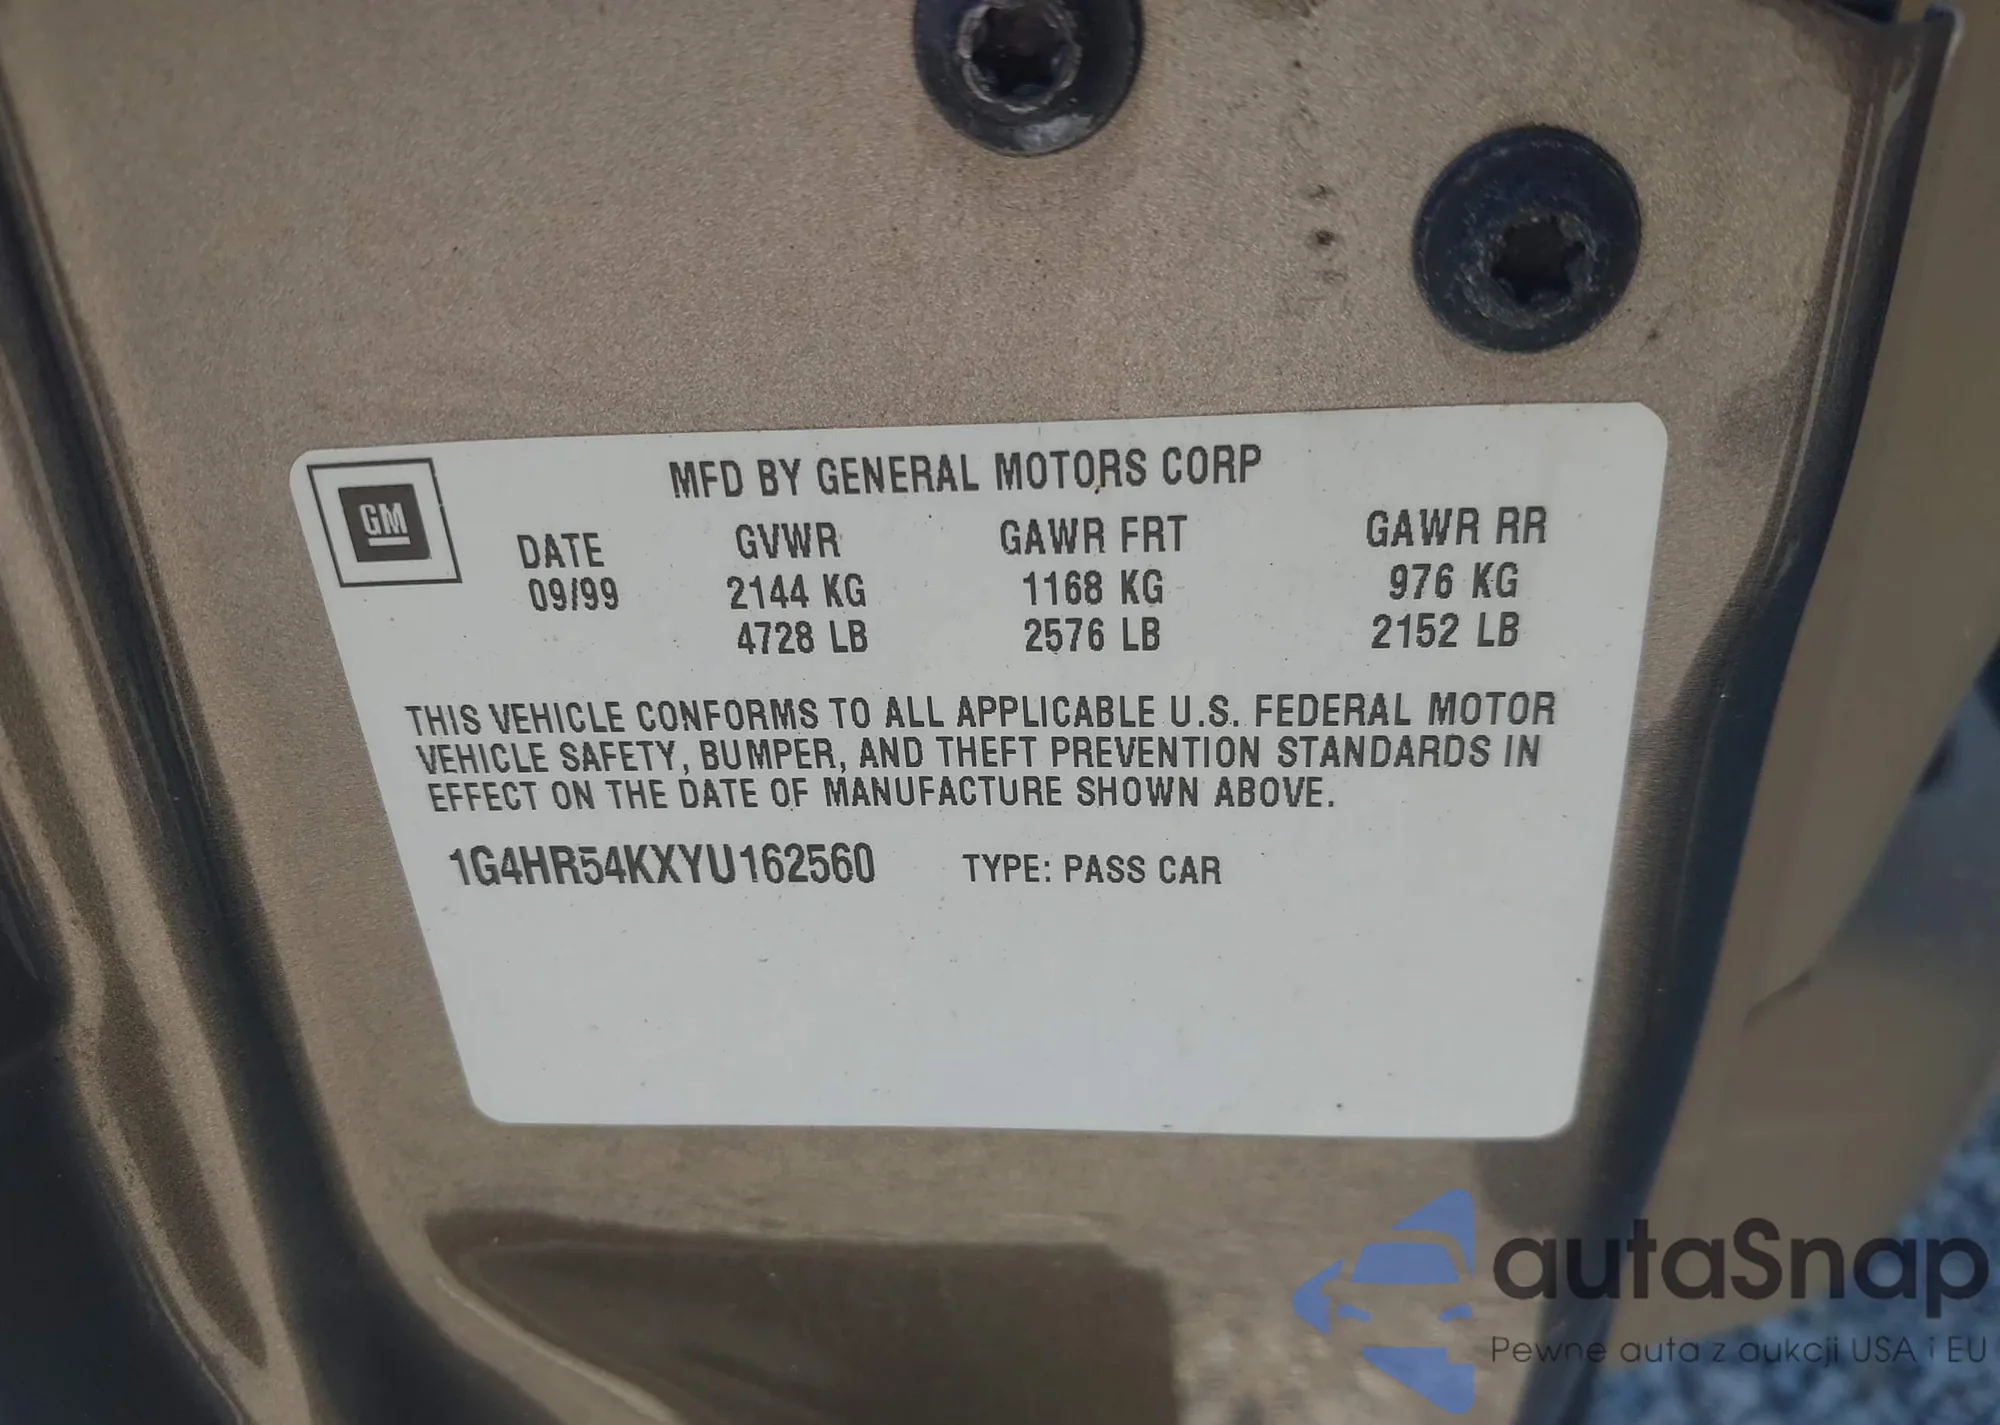 MFD BY GENERAL MOTORS CORP
GM
DATE GVWR GAWR FRT GAWR RR
09/99 2144 KG 1168 KG 976 KG
4728 LB 2576 LB 2152 LB
THIS VEHICLE CONFORMS TO ALL APPLICABLE U.S. FEDERAL MOTOR
VEHICLE SAFETY, BUMPER, AND THEFT PREVENTION STANDARDS IN
EFFECT ON THE DATE OF MANUFACTURE SHOWN ABOVE.
1G4HR54KXYU162560 TYPE: PASS CAR
autaSnap
Pewne auta z aukcji USA i EU